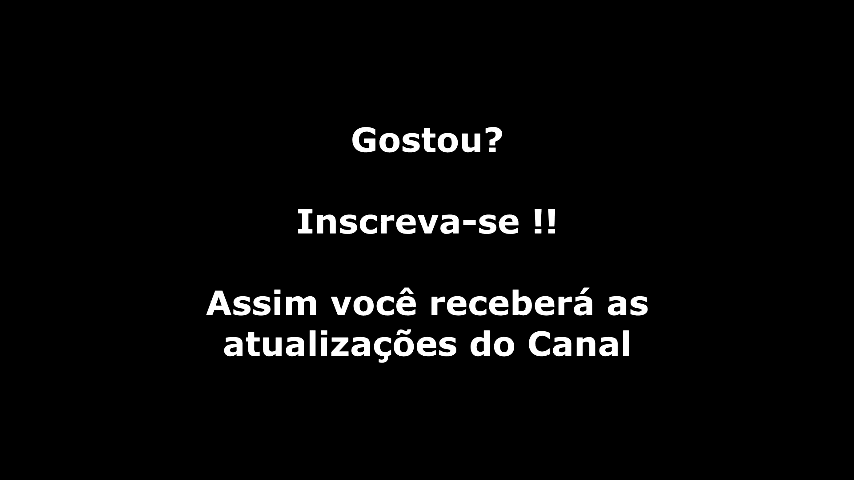 Gostou?
Inscreva-se !!
Assim você receberá as
atualizações do Canal